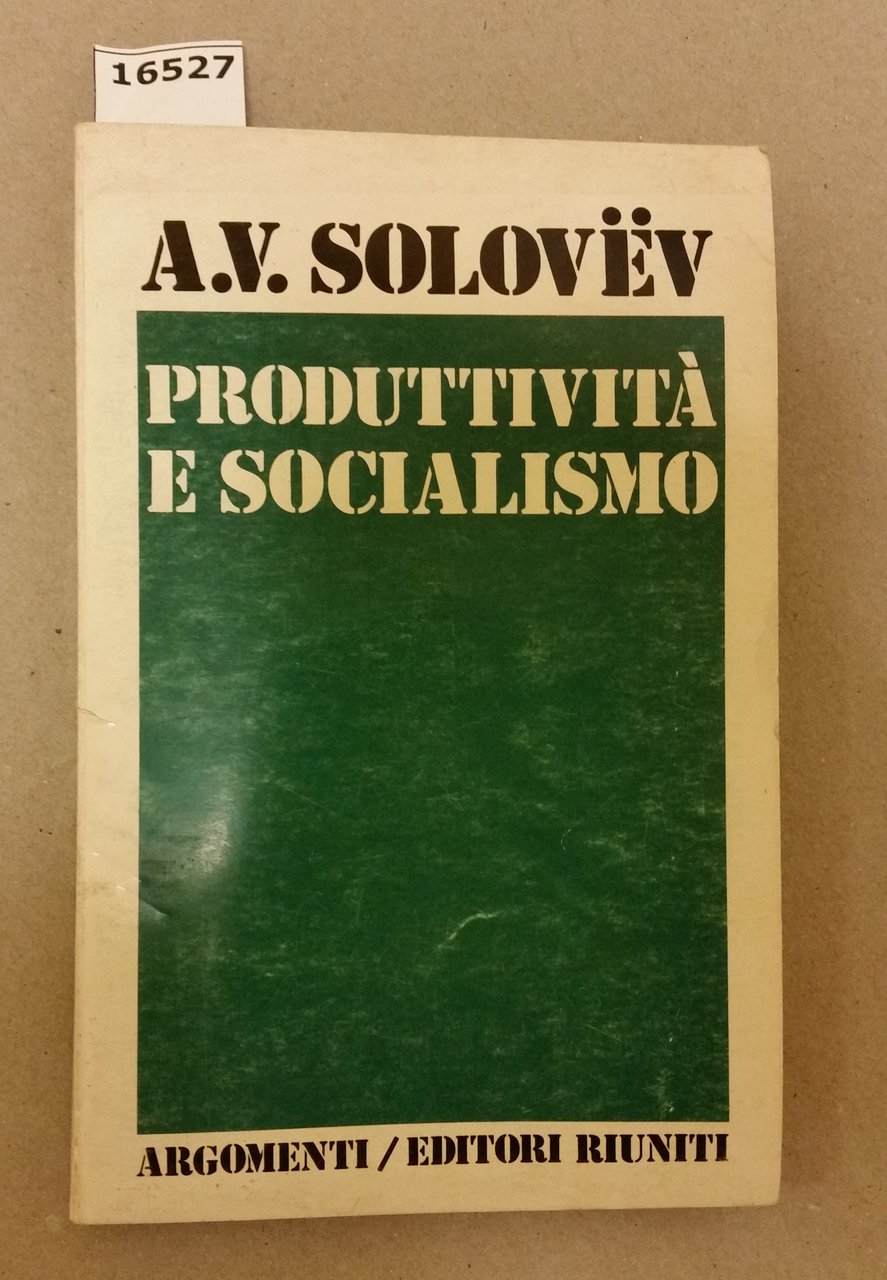 16527
A.V. SOLOVËV
PRODUTTIVITÀ
E SOCIALISMO
ARGOMENTI / EDITORI RIUNITI